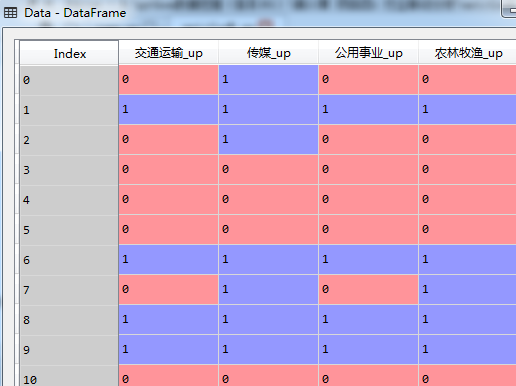 Data - DataFrame
Index 交通运输_up 传媒_up 公用事业_up 农林牧渔_up
0 0 1 0 0
1 1 1 1 1
2 0 1 0 0
3 0 0 0 0
4 0 0 0 0
5 0 0 0 0
6 1 1 1 1
7 0 1 0 1
8 1 1 1 1
9 1 1 1 1
10 0 0 0 0